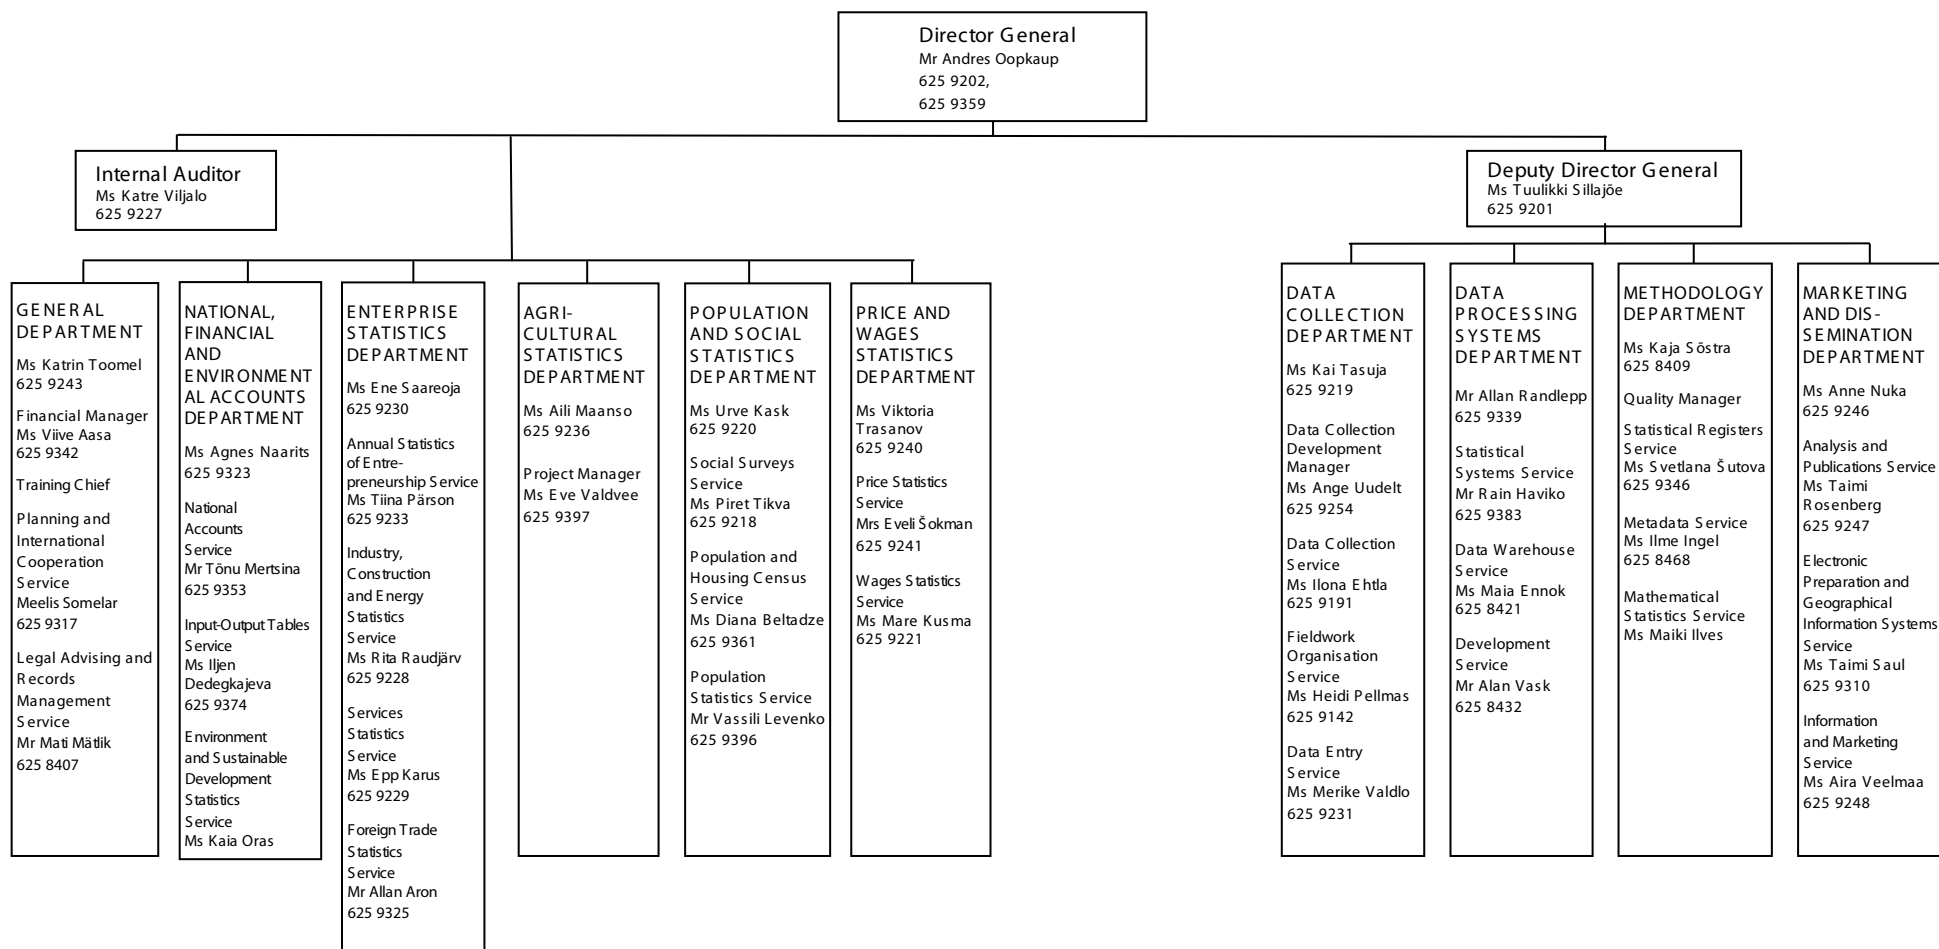 Director General
Mr Andres Oopkaup
625 9202,
625 9359
Internal Auditor
Ms Katre Viljalo
625 9227
Deputy Director General
Ms Tuulikki Sillajõe
625 9201
GENERAL
DEPARTMENT
Ms Katrin Toomel
625 9243
Financial Manager
Ms Viive Aasa
625 9342
Training Chief
Planning and
International
Cooperation
Service
Meelis Somelar
625 9317
Legal Advising and
Records
Management
Service
Mr Mati Mätlik
625 8407
NATIONAL,
FINANCIAL
AND
ENVIRONMENT
AL ACCOUNTS
DEPARTMENT
Ms Agnes Naarits
625 9323
National
Accounts
Service
Mr Tõnu Mertsina
625 9353
Input-Output Tables
Service
Ms Iljen
Dedegkajeva
625 9374
Environment
and Sustainable
Development
Statistics
Service
Ms Kaia Oras
ENTERPRISE
STATISTICS
DEPARTMENT
Ms Ene Saareoja
625 9230
Annual Statistics
of Entre-
preneurship Service
Ms Tiina Pärson
625 9233
Industry,
Construction
and Energy
Statistics
Service
Ms Rita Raudjärv
625 9228
Services
Statistics
Service
Ms Epp Karus
625 9229
Foreign Trade
Statistics
Service
Mr Allan Aron
625 9325
AGRI-
CULTURAL
STATISTICS
DEPARTMENT
Ms Aili Maanso
625 9236
Project Manager
Ms Eve Valdvee
625 9397
POPULATION
AND SOCIAL
STATISTICS
DEPARTMENT
Ms Urve Kask
625 9220
Social Surveys
Service
Ms Piret Tikva
625 9218
Population and
Housing Census
Service
Ms Diana Beltadze
625 9361
Population
Statistics Service
Mr Vassili Levenko
625 9396
PRICE AND
WAGES
STATISTICS
DEPARTMENT
Ms Viktoria
Trasanov
625 9240
Price Statistics
Service
Mrs Eveli Šokman
625 9241
Wages Statistics
Service
Ms Mare Kusma
625 9221
DATA
COLLECTION
DEPARTMENT
Ms Kai Tasuja
625 9219
Data Collection
Development
Manager
Ms Ange Uudelt
625 9254
Data Collection
Service
Ms Ilona Ehtla
625 9191
Fieldwork
Organisation
Service
Ms Heidi Pellmas
625 9142
Data Entry
Service
Ms Merike Valdlo
625 9231
DATA
PROCESSING
SYSTEMS
DEPARTMENT
Mr Allan Randlepp
625 9339
Statistical
Systems Service
Mr Rain Haviko
625 9383
Data Warehouse
Service
Ms Maia Ennok
625 8421
Development
Service
Mr Alan Vask
625 8432
METHODOLOGY
DEPARTMENT
Ms Kaja Sõstra
625 8409
Quality Manager
Statistical Registers
Service
Ms Svetlana Šutova
625 9346
Metadata Service
Ms Ilme Ingel
625 8468
Mathematical
Statistics Service
Ms Maiki Ilves
MARKETING
AND DIS-
SEMINATION
DEPARTMENT
Ms Anne Nuka
625 9246
Analysis and
Publications Service
Ms Taimi
Rosenberg
625 9247
Electronic
Preparation and
Geographical
Information Systems
Service
Ms Taimi Saul
625 9310
Information
and Marketing
Service
Ms Aira Veelmaa
625 9248